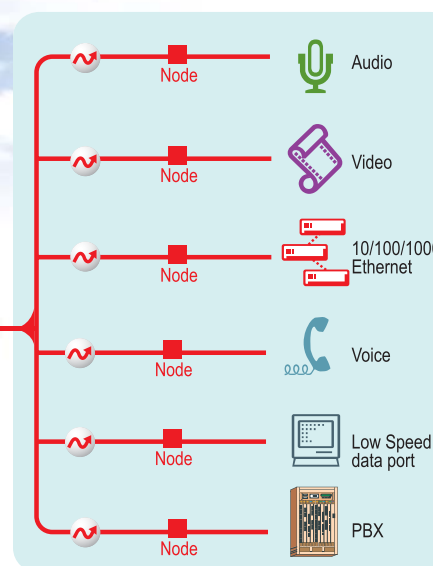 Node
Audio
Node
Video
Node
10/100/1000
Ethernet
Node
Voice
Node
Low Speed
data port
Node
PBX